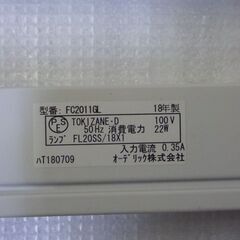 型番: FC2011GL 18年製
PSE TOKIZANE-D 100V
50Hz 消費電力 22W
ランプ FL20SS/18X1
入力電流 0.35A
ハT180709 オーデリック株式会社